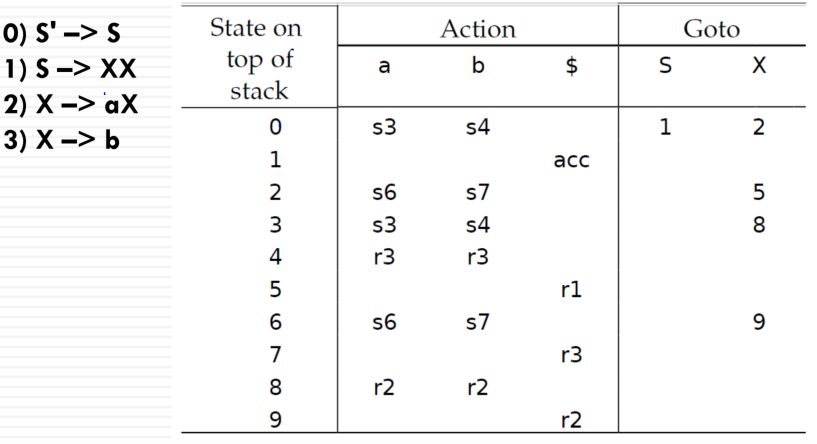 0) S' –> S
1) S –> XX
2) X –> aX
3) X –> b
State on top of stack Action Goto
a b $ S X
0 s3 s4 1 2
1 acc
2 s6 s7 5
3 s3 s4 8
4 r3 r3
5 r1
6 s6 s7 9
7 r3
8 r2 r2
9 r2